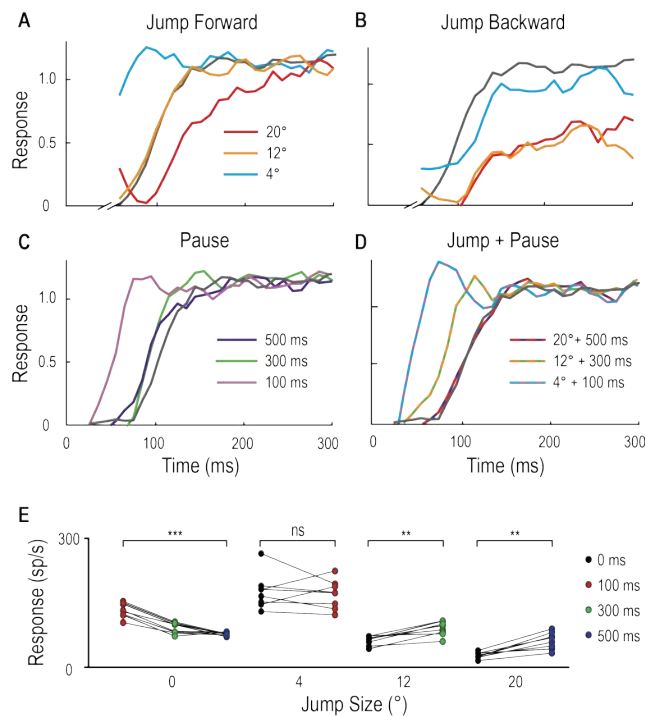 A
Jump Forward
B
Jump Backward
Response
1.0
0.5
0
20°
12°
4°
C
Pause
D
Jump + Pause
Response
1.0
0.5
0
500 ms
300 ms
100 ms
20°+ 500 ms
12° + 300 ms
4° + 100 ms
0 100 200 300
0 100 200 300
Time (ms)
Time (ms)
E
Response (sp/s)
300
0
***
ns
**
**
0 ms
100 ms
300 ms
500 ms
0 4 12 20
Jump Size (°)